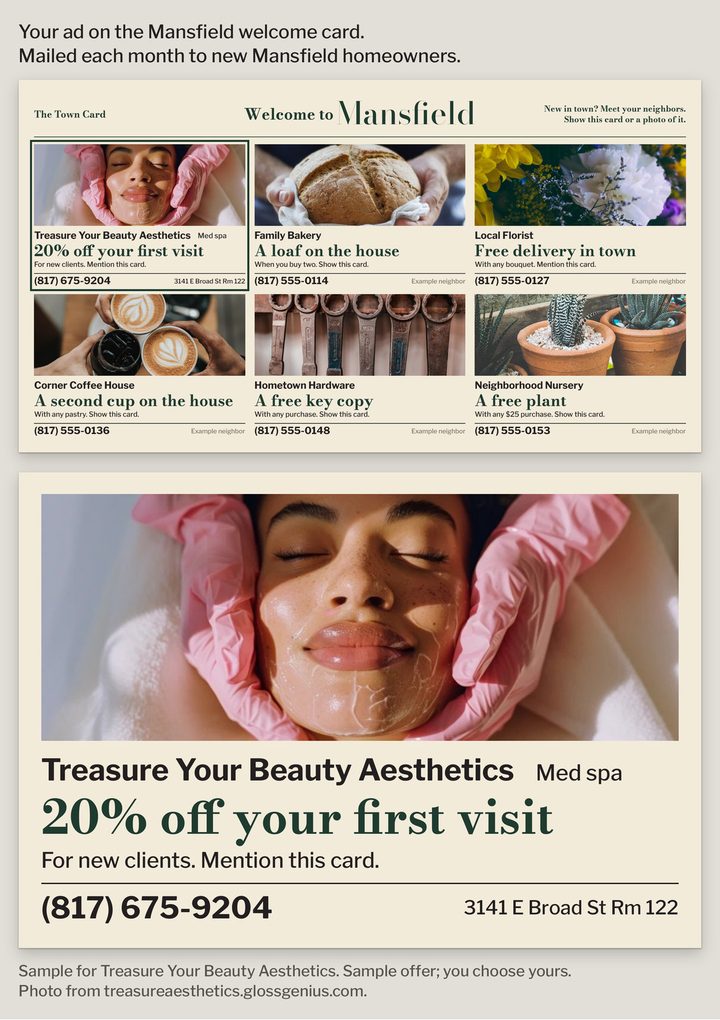 Your ad on the Mansfield welcome card.
Mailed each month to new Mansfield homeowners.
The Town Card
Welcome to Mansfield
New in town? Meet your neighbors.
Show this card or a photo of it.
Treasure Your Beauty Aesthetics Med spa
20% off your first visit
For new clients. Mention this card.
(817) 675-9204 3141 E Broad St Rm 122
Family Bakery
A loaf on the house
When you buy two. Show this card.
(817) 555-0114 Example neighbor
Local Florist
Free delivery in town
With any bouquet. Mention this card.
(817) 555-0127 Example neighbor
Corner Coffee House
A second cup on the house
With any pastry. Show this card.
(817) 555-0136 Example neighbor
Hometown Hardware
A free key copy
With any purchase. Show this card.
(817) 555-0148 Example neighbor
Neighborhood Nursery
A free plant
With any $25 purchase. Show this card.
(817) 555-0153 Example neighbor
Treasure Your Beauty Aesthetics Med spa
20% off your first visit
For new clients. Mention this card.
(817) 675-9204 3141 E Broad St Rm 122
Sample for Treasure Your Beauty Aesthetics. Sample offer; you choose yours.
Photo from treasureaesthetics.glossgenius.com.